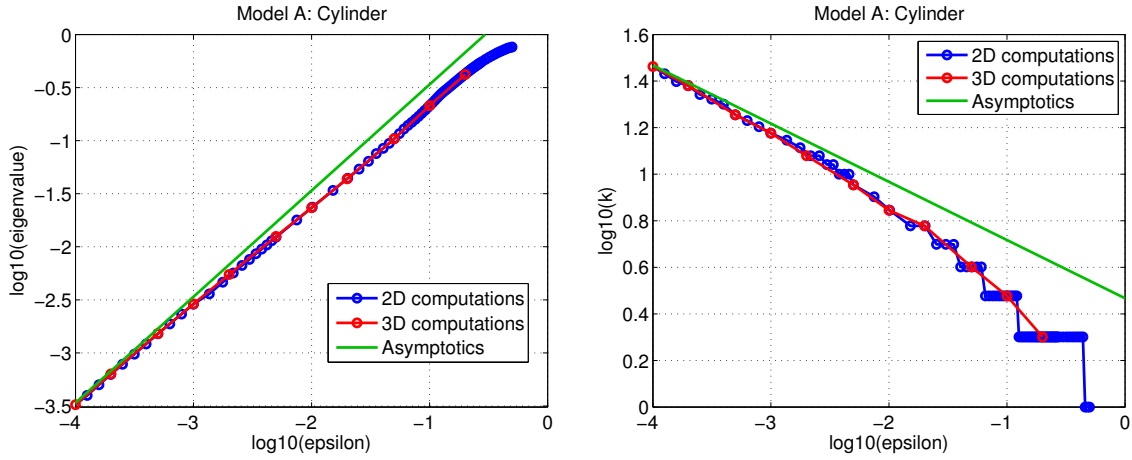 Model A: Cylinder
0
−0.5
−1
−1.5
−2
−2.5
−3
−3.5
−4
−3
−2
−1
0
log10(epsilon)
log10(eigenvalue)
2D computations
3D computations
Asymptotics
Model A: Cylinder
1.6
1.4
1.2
1
0.8
0.6
0.4
0.2
0
−4
−3
−2
−1
0
log10(epsilon)
log10(k)
2D computations
3D computations
Asymptotics